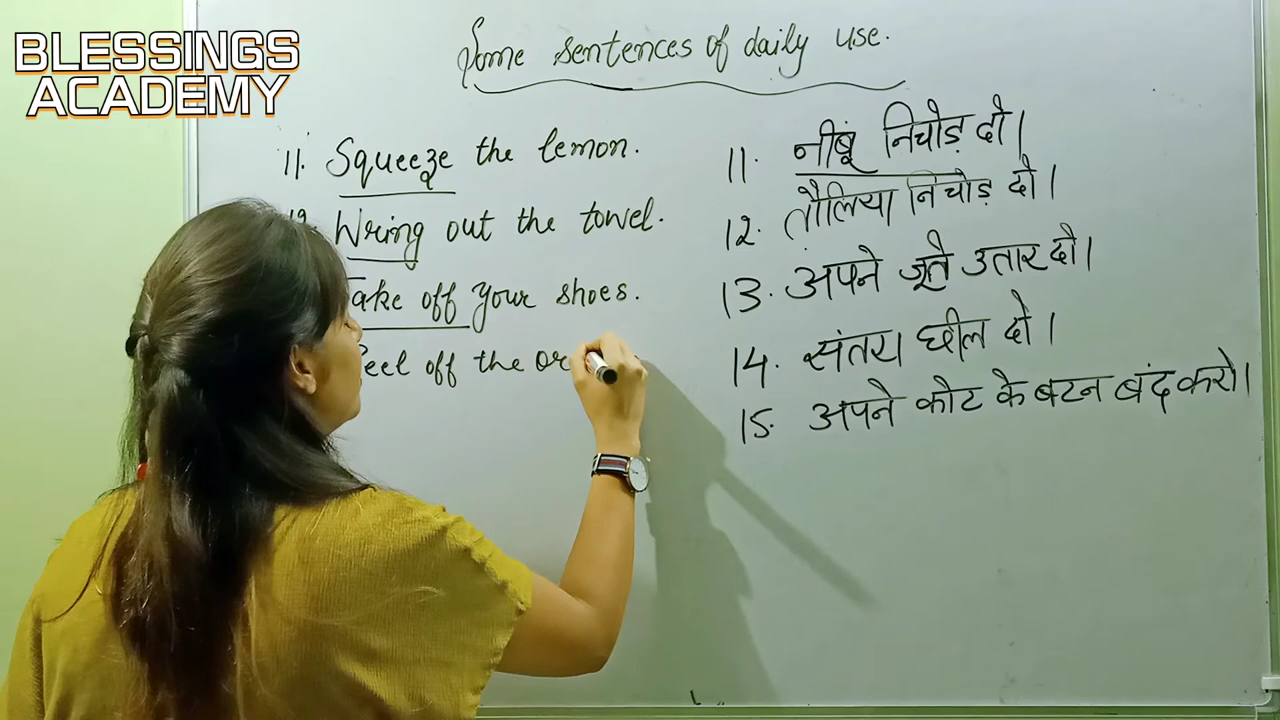 BLESSINGS
ACADEMY
Some sentences of daily use.
11. Squeeze the lemon.
Wring out the towel.
ake off your shoes.
eel off the or
11. नींबू निचोड़ दो।
12. तौलिया निचोड़ दो।
13. अपने जूते उतार दो।
14. संतरा छील दो।
15. अपने कोट के बटन बंद करो।